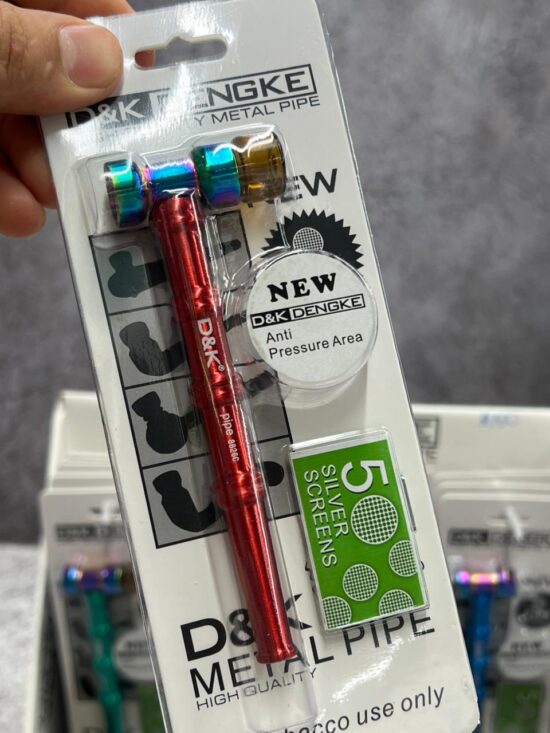 D&K DENGKE
METAL PIPE
NEW
NEW
D&K DENGKE
Anti
Pressure Area
D&K®
pipe 8826C
5
SILVER
SCREENS
D&K
METAL PIPE
HIGH QUALITY
use only